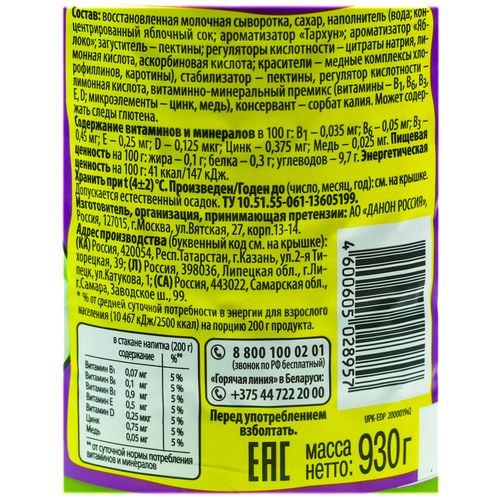 Состав: восстановленная молочная сыворотка, сахар, наполнитель (вода; кон-
центрированный яблочный сок; ароматизатор «Тархун»; ароматизатор «Яб-
локо»; загуститель – пектины; регуляторы кислотности – цитраты натрия, ли-
монная кислота, аскорбиновая кислота; красители – медные комплексы хло-
рофиллинов, каротины), стабилизатор – пектины, регулятор кислотности –
лимонная кислота, витаминно-минеральный премикс (витамины – B1, B6, B3,
E, D; микроэлементы – цинк, медь), консервант – сорбат калия. Может содер-
жать следы глютена.
Содержание витаминов и минералов в 100 г: B1 – 0,035 мг; B6 – 0,05 мг; B3 –
0,45 мг; E – 0,25 мг; D – 0,125 мкг; Цинк – 0,375 мг; Медь – 0,025 мг. Пищевая
ценность на 100 г: жира – 0,1 г; белка – 0,3 г; углеводов – 9,7 г. Энергетическая
ценность на 100 г: 41 ккал/147 кДж.
Хранить при t (4±2) °C. Произведен/Годен до (число, месяц, год): см. на крышке.
Допускается естественный осадок. ТУ 10.51.55-061-13605199.
Изготовитель, организация, принимающая претензии: АО «ДАНОН РОССИЯ»,
Россия, 127015, г.Москва, ул.Вятская, 27, корп.13-14.
Адрес производства (буквенный код см. на крышке):
(КА) Россия, 420054, Респ.Татарстан, г.Казань, ул.2-я Ти-
хорецкая, 39; (Л) Россия, 398036, Липецкая обл., г.Ли-
пецк, ул.Катукова, 1; (СА) Россия, 443022, Самарская обл.,
г.Самара, Заводское ш., 99.
* % от средней суточной потребности в энергии для взрослого
населения (10 467 кДж/2500 ккал) на порцию 200 г продукта.
4 600605 028957
в стакане напитка (200 г)
содержание %**
Витамин B1 0,07 мг 5 %
Витамин B6 0,1 мг 5 %
Витамин B3 0,9 мг 5 %
Витамин E 0,5 мг 5 %
Витамин D 0,25 мкг 5 %
Цинк 0,75 мг 5 %
Медь 0,05 мг 5 %
** от суточной нормы потребления
витаминов и минералов
8 800 100 02 01
(звонок по РФ бесплатный)
«Горячая линия» в Беларуси:
+375 44 722 20 00
Перед употреблением
взболтать.
EAC
масса
нетто: 930 г
UPK-EDP 2000019v2